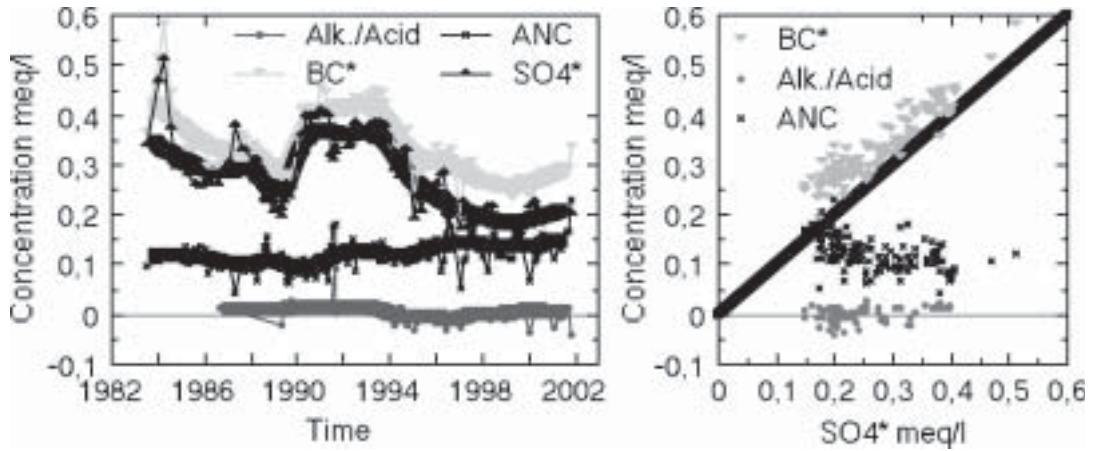 Concentration meq/l
0,6
0,5
0,4
0,3
0,2
0,1
0
-0,1
Alk./Acid
ANC
BC*
SO4*
1982
1986
1990
1994
1998
2002
Time
Concentration meq/l
0,6
0,5
0,4
0,3
0,2
0,1
0
-0,1
BC*
Alk./Acid
ANC
0
0,1
0,2
0,3
0,4
0,5
0,6
SO4* meq/l